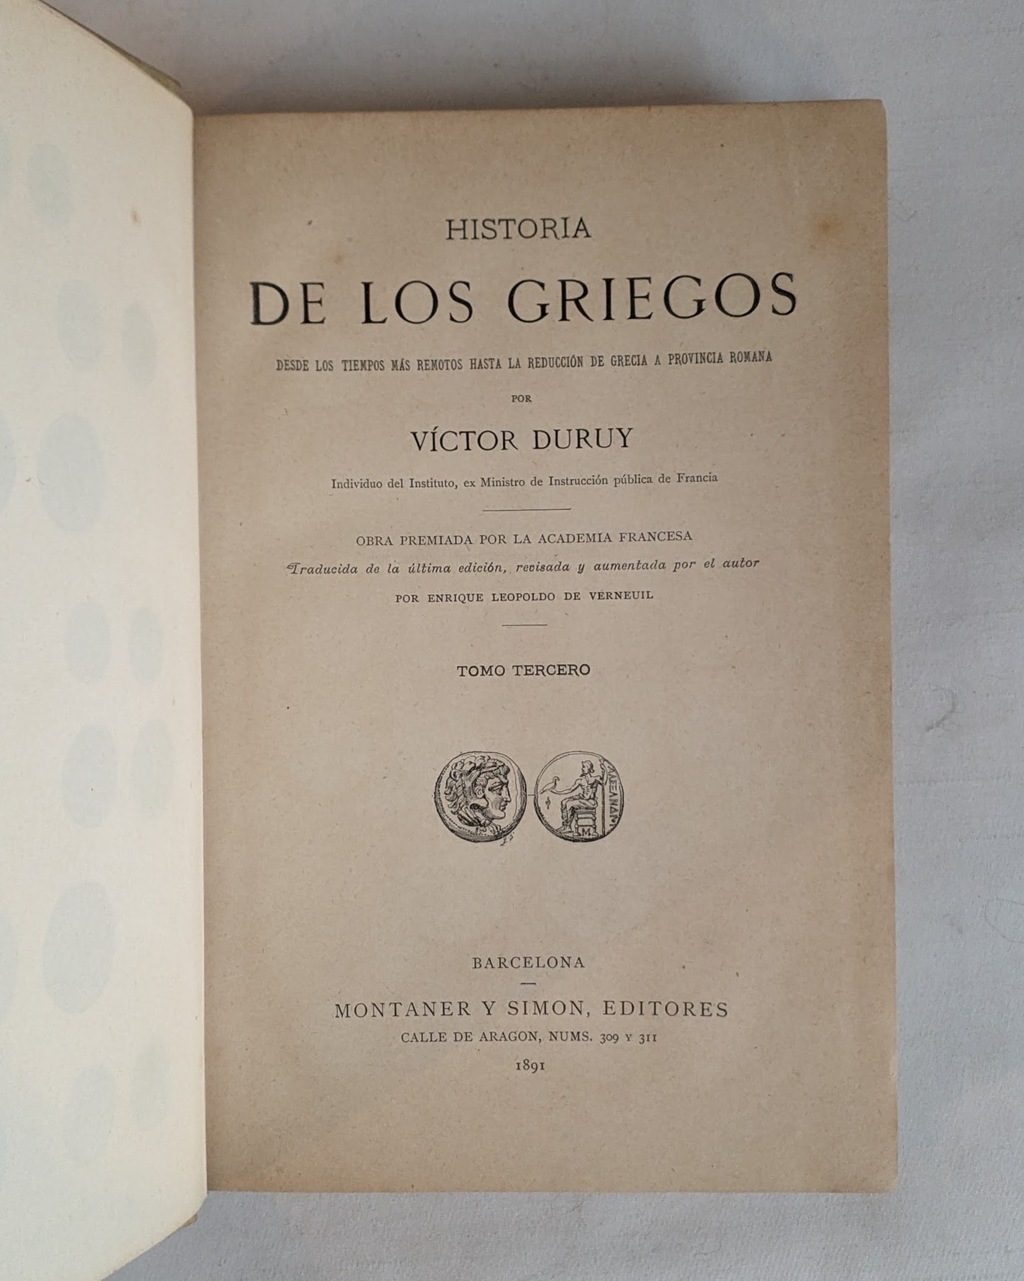 HISTORIA
DE LOS GRIEGOS
DESDE LOS TIEMPOS MÁS REMOTOS HASTA LA REDUCCIÓN DE GRECIA A PROVINCIA ROMANA
POR
VÍCTOR DURUY
Individuo del Instituto, ex Ministro de Instrucción pública de Francia
OBRA PREMIADA POR LA ACADEMIA FRANCESA
Traducida de la última edición, revisada y aumentada por el autor
POR ENRIQUE LEOPOLDO DE VERNEUIL
TOMO TERCERO
BARCELONA
MONTANER Y SIMON, EDITORES
CALLE DE ARAGON, NUMS. 309 Y 311
1891